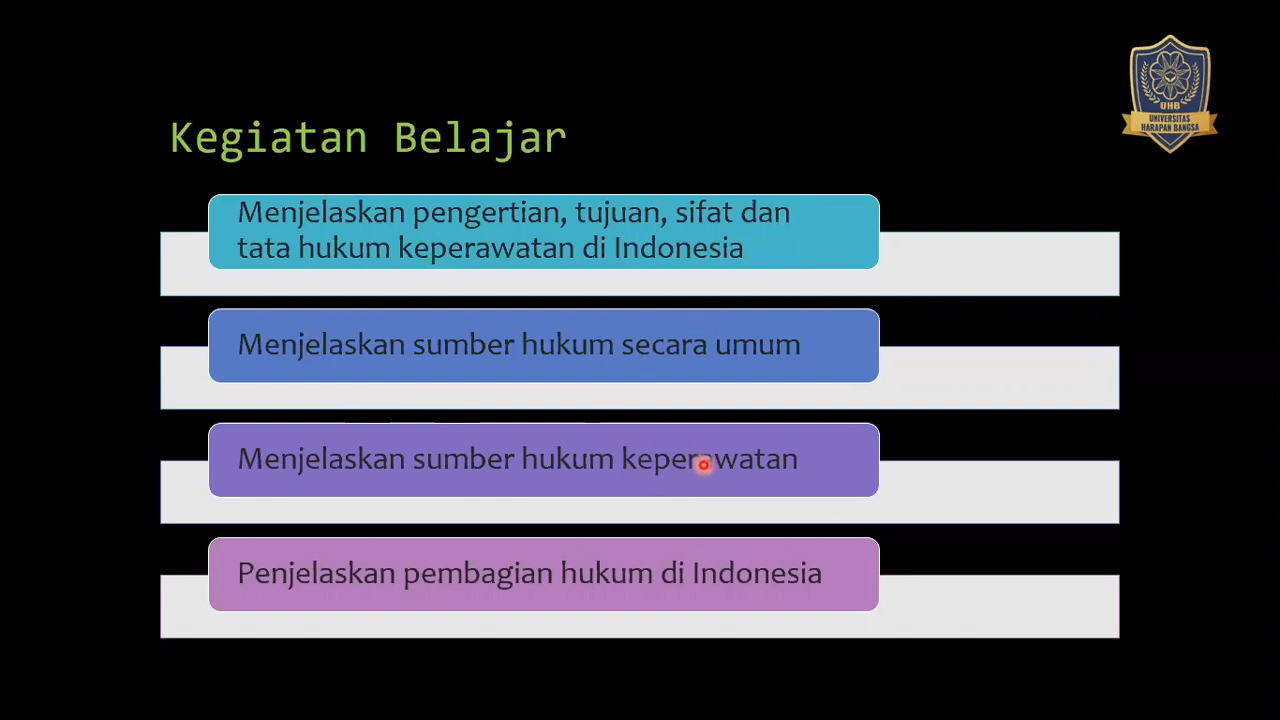 UHB
UNIVERSITAS
HARAPAN BANGSA
Kegiatan Belajar
Menjelaskan pengertian, tujuan, sifat dan
tata hukum keperawatan di Indonesia
Menjelaskan sumber hukum secara umum
Menjelaskan sumber hukum keperawatan
Penjelaskan pembagian hukum di Indonesia